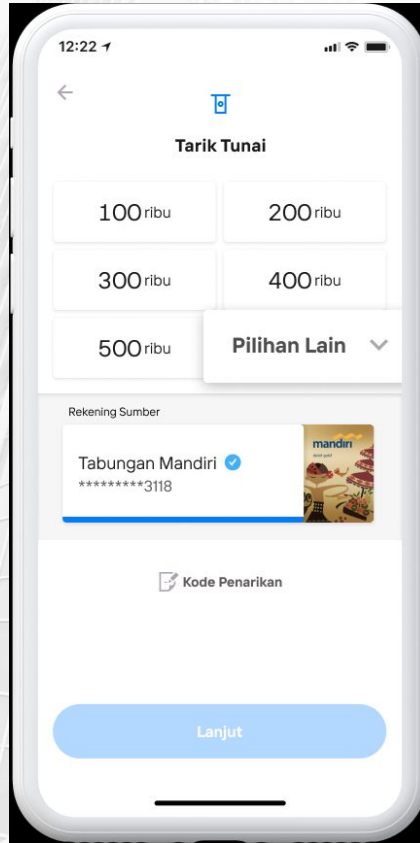 12:22
Tarik Tunai
100 ribu
200 ribu
300 ribu
400 ribu
500 ribu
Pilihan Lain
Rekening Sumber
Tabungan Mandiri
*********3118
mandiri
Kode Penarikan
Lanjut